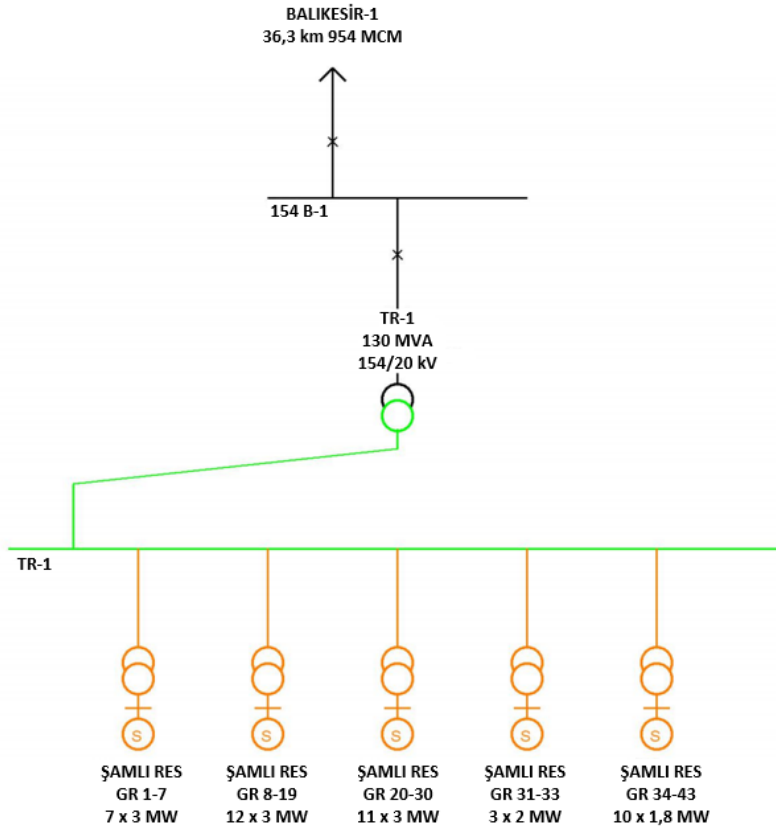 BALIKESİR-1
36,3 km 954 MCM
154 B-1
TR-1
130 MVA
154/20 kV
TR-1
S
S
S
S
S
ŞAMLI RES
GR 1-7
7 x 3 MW
ŞAMLI RES
GR 8-19
12 x 3 MW
ŞAMLI RES
GR 20-30
11 x 3 MW
ŞAMLI RES
GR 31-33
3 x 2 MW
ŞAMLI RES
GR 34-43
10 x 1,8 MW